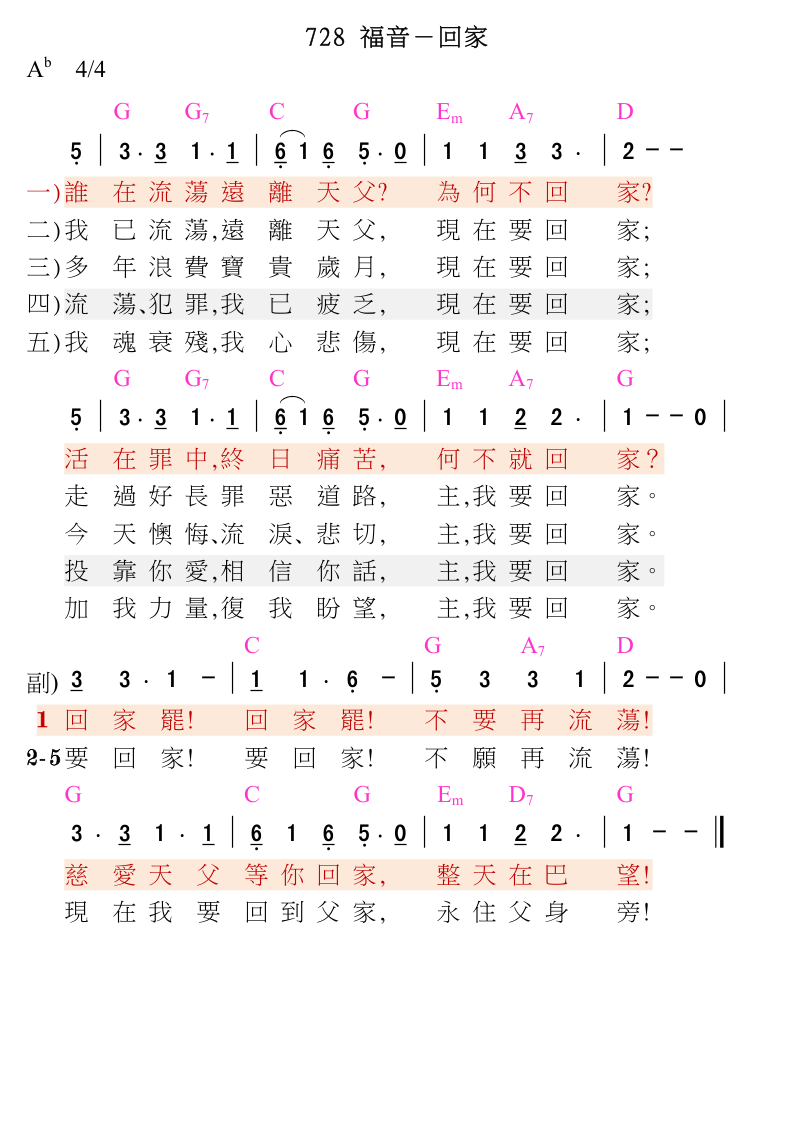 728 福音－回家
A♭ 4/4
G G7 C G Em A7 D
5 | 3 · 3 1 · 1 | 6 1 6 5 · 0 | 1 1 3 3 · | 2 － －
一)誰 在 流 蕩 遠 離 天 父? 為 何 不 回 家?
二)我 已 流 蕩,遠 離 天 父, 現 在 要 回 家;
三)多 年 浪 費 寶 貴 歲 月, 現 在 要 回 家;
四)流 蕩、犯 罪,我 已 疲 乏, 現 在 要 回 家;
五)我 魂 衰 殘,我 心 悲 傷, 現 在 要 回 家;
G G7 C G Em A7 G
5 | 3 · 3 1 · 1 | 6 1 6 5 · 0 | 1 1 2 2 · | 1 － － 0 |
活 在 罪 中,終 日 痛 苦, 何 不 就 回 家？
走 過 好 長 罪 惡 道 路, 主,我 要 回 家。
今 天 懊 悔、流 淚、悲 切, 主,我 要 回 家。
投 靠 你 愛,相 信 你 話, 主,我 要 回 家。
加 我 力 量,復 我 盼 望, 主,我 要 回 家。
C G A7 D
副) 3 3 · 1 － | 1 1 · 6 － | 5 3 3 1 | 2 － － 0 |
1 回 家 罷! 回 家 罷! 不 要 再 流 蕩!
2-5 要 回 家! 要 回 家! 不 願 再 流 蕩!
G C G Em D7 G
3 · 3 1 · 1 | 6 1 6 5 · 0 | 1 1 2 2 · | 1 － － ‖
慈 愛 天 父 等 你 回 家, 整 天 在 巴 望!
現 在 我 要 回 到 父 家, 永 住 父 身 旁!